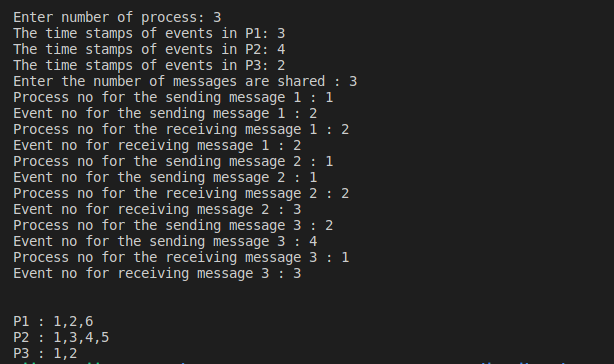 Enter number of process: 3
The time stamps of events in P1: 3
The time stamps of events in P2: 4
The time stamps of events in P3: 2
Enter the number of messages are shared : 3
Process no for the sending message 1 : 1
Event no for the sending message 1 : 2
Process no for the receiving message 1 : 2
Event no for receiving message 1 : 2
Process no for the sending message 2 : 1
Event no for the sending message 2 : 1
Process no for the receiving message 2 : 2
Event no for receiving message 2 : 3
Process no for the sending message 3 : 2
Event no for the sending message 3 : 4
Process no for the receiving message 3 : 1
Event no for receiving message 3 : 3
P1 : 1,2,6
P2 : 1,3,4,5
P3 : 1,2